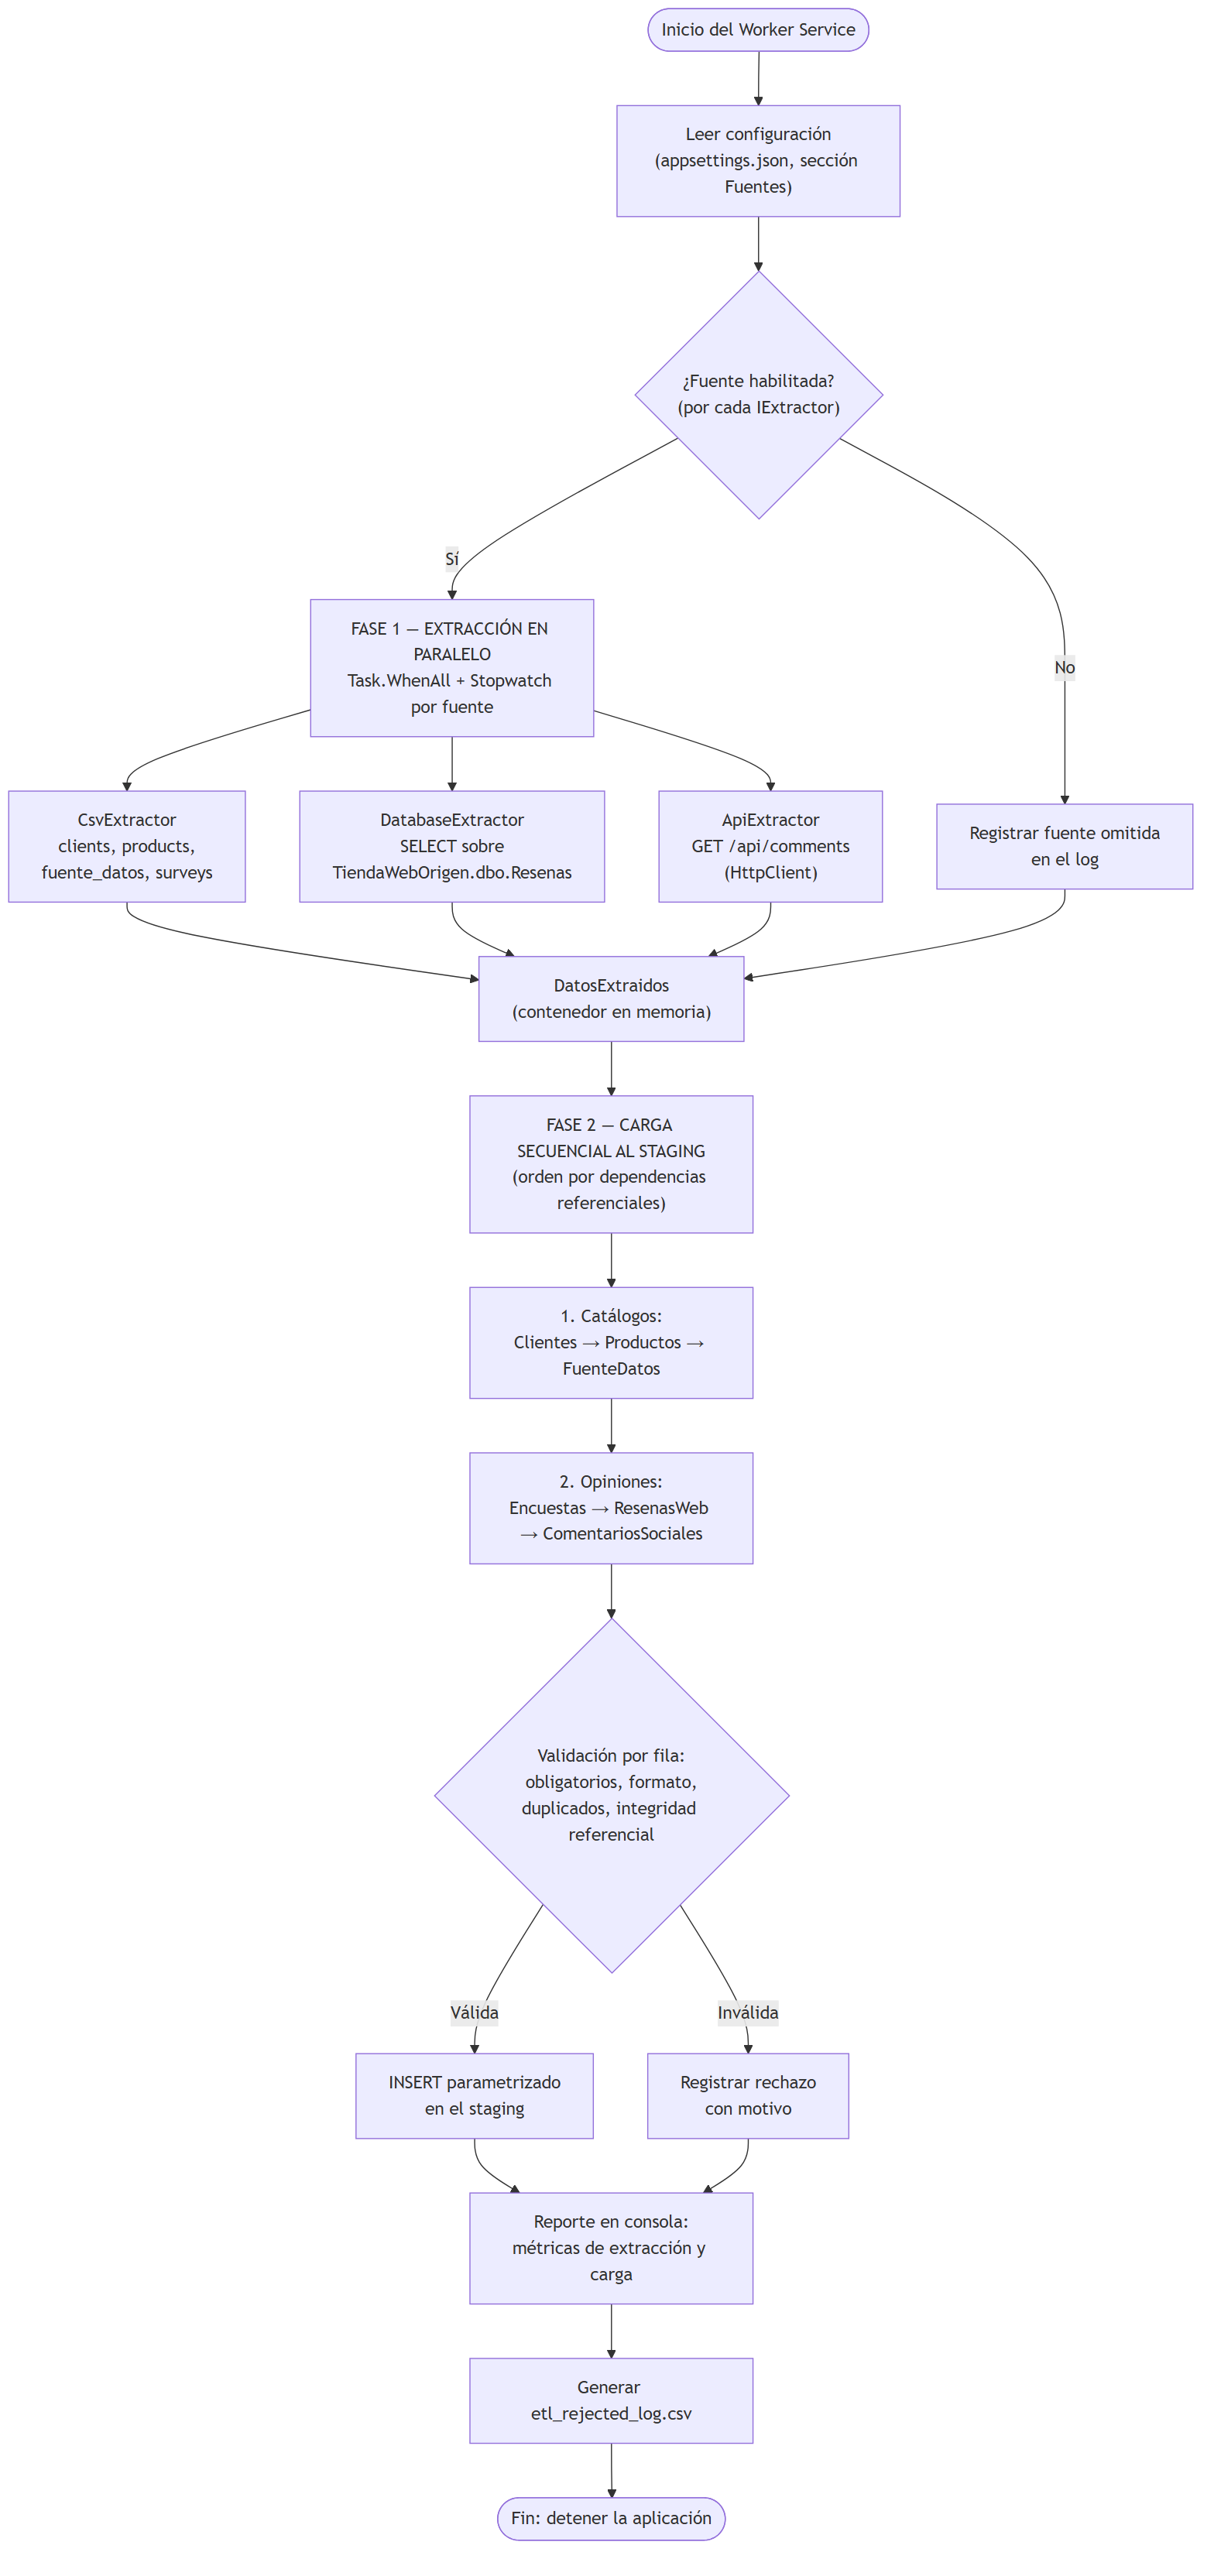 Inicio del Worker Service
Leer configuración
(appsettings.json, sección
Fuentes)
¿Fuente habilitada?
(por cada IExtractor)
Sí
No
FASE 1 — EXTRACCIÓN EN
PARALELO
Task.WhenAll + Stopwatch
por fuente
CsvExtractor
clients, products,
fuente_datos, surveys
DatabaseExtractor
SELECT sobre
TiendaWebOrigen.dbo.Resenas
ApiExtractor
GET /api/comments
(HttpClient)
Registrar fuente omitida
en el log
DatosExtraidos
(contenedor en memoria)
FASE 2 — CARGA
SECUENCIAL AL STAGING
(orden por dependencias
referenciales)
1. Catálogos:
Clientes → Productos →
FuenteDatos
2. Opiniones:
Encuestas → ResenasWeb
→ ComentariosSociales
Validación por fila:
obligatorios, formato,
duplicados, integridad
referencial
Válida
Inválida
INSERT parametrizado
en el staging
Registrar rechazo
con motivo
Reporte en consola:
métricas de extracción y
carga
Generar
etl_rejected_log.csv
Fin: detener la aplicación